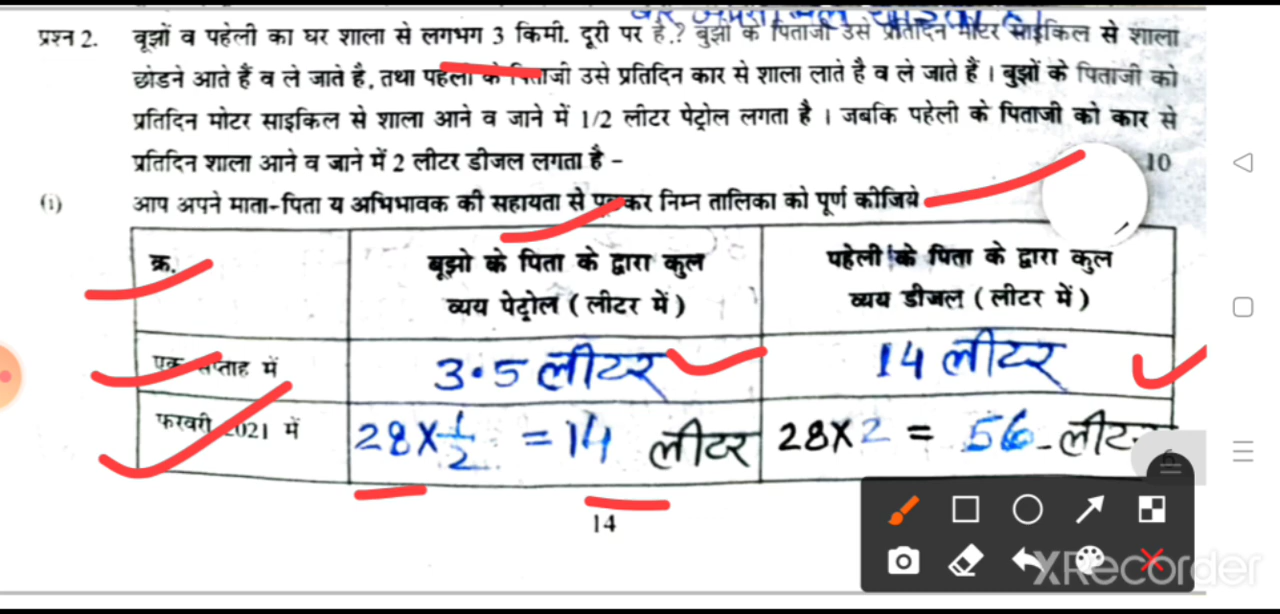 प्रश्न 2. बूझों व पहेली का घर शाला से लगभग 3 किमी. दूरी पर है.? बुझों के पिताजी उसे प्रतिदिन मोटर साइकिल से शाला
छोडने आते हैं व ले जाते है, तथा पहेली के पिताजी उसे प्रतिदिन कार से शाला लाते है व ले जाते हैं । बुझों के पिताजी को
प्रतिदिन मोटर साइकिल से शाला आने व जाने में 1/2 लीटर पेट्रोल लगता है । जबकि पहेली के पिताजी को कार से
प्रतिदिन शाला आने व जाने में 2 लीटर डीजल लगता है – 10
(i) आप अपने माता-पिता य अभिभावक की सहायता से कर निम्न तालिका को पूर्ण कीजिये
क्र. बूझो के पिता के द्वारा कुल पहेली के पिता के द्वारा कुल
व्यय पेट्रोल ( लीटर में ) व्यय डीजल ( लीटर में )
एक सप्ताह में 3.5 लीटर 14 लीटर
फरवरी 2021 में 28 X 1/2 = 14 लीटर 28 X 2 = 56 -
14
XRecorder